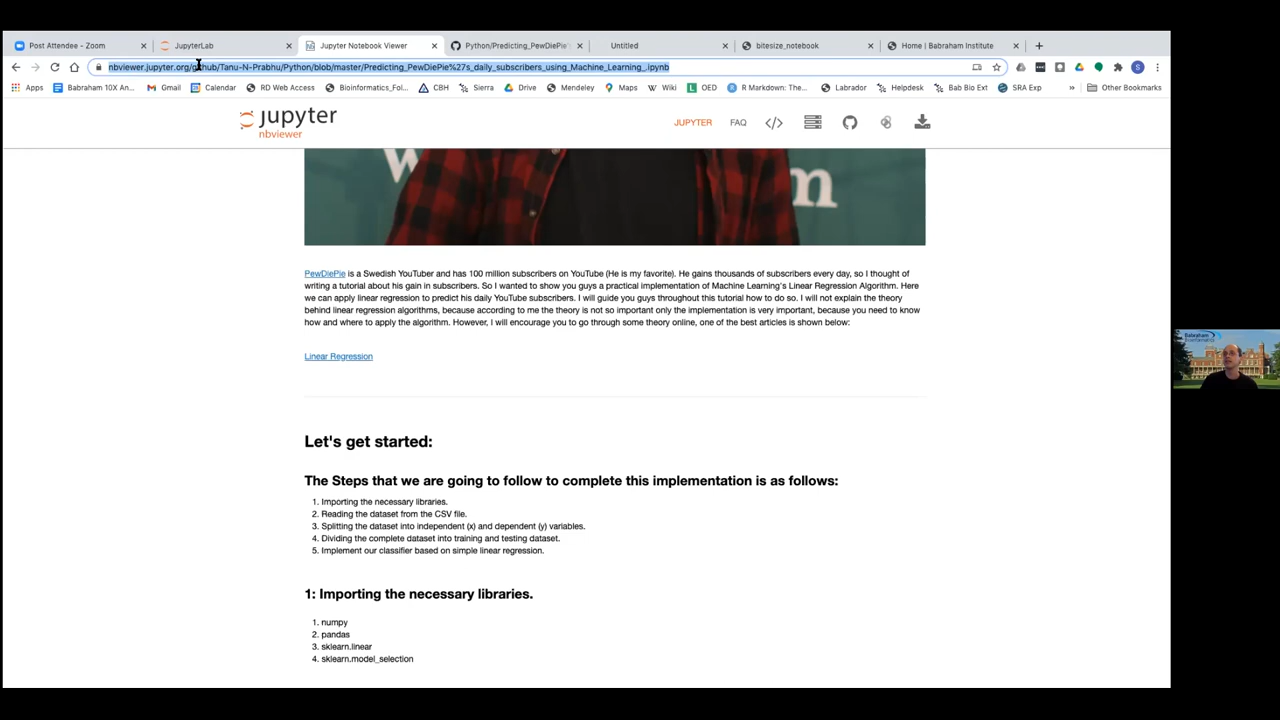 Post Attendee - Zoom
JupyterLab
Jupyter Notebook Viewer
Python/Predicting_PewDiePie'
Untitled
bitesize_notebook
Home | Babraham Institute
nbviewer.jupyter.org/github/Tanu-N-Prabhu/Python/blob/master/Predicting_PewDiePie%27s_daily_subscribers_using_Machine_Learning_.ipynb
Apps
Babraham 10X An...
Gmail
Calendar
RD Web Access
Bioinformatics_Fol...
CBH
Sierra
Drive
Mendeley
Maps
Wiki
OED
R Markdown: The...
Labrador
Helpdesk
Bab Bio Ext
SRA Exp
»
Other Bookmarks
jupyter
nbviewer
JUPYTER
FAQ
PewDiePie is a Swedish YouTuber and has 100 million subscribers on YouTube (He is my favorite). He gains thousands of subscribers every day, so I thought of
writing a tutorial about his gain in subscribers. So I wanted to show you guys a practical implementation of Machine Learning's Linear Regression Algorithm. Here
we can apply linear regression to predict his daily YouTube subscribers. I will guide you guys throughout this tutorial how to do so. I will not explain the theory
behind linear regression algorithms, because according to me the theory is not so important only the implementation is very important, because you need to know
how and where to apply the algorithm. However, I will encourage you to go through some theory online, one of the best articles is shown below:
Linear Regression
Let's get started:
The Steps that we are going to follow to complete this implementation is as follows:
1. Importing the necessary libraries.
2. Reading the dataset from the CSV file.
3. Splitting the dataset into independent (x) and dependent (y) variables.
4. Dividing the complete dataset into training and testing dataset.
5. Implement our classifier based on simple linear regression.
1: Importing the necessary libraries.
1. numpy
2. pandas
3. sklearn.linear
4. sklearn.model_selection